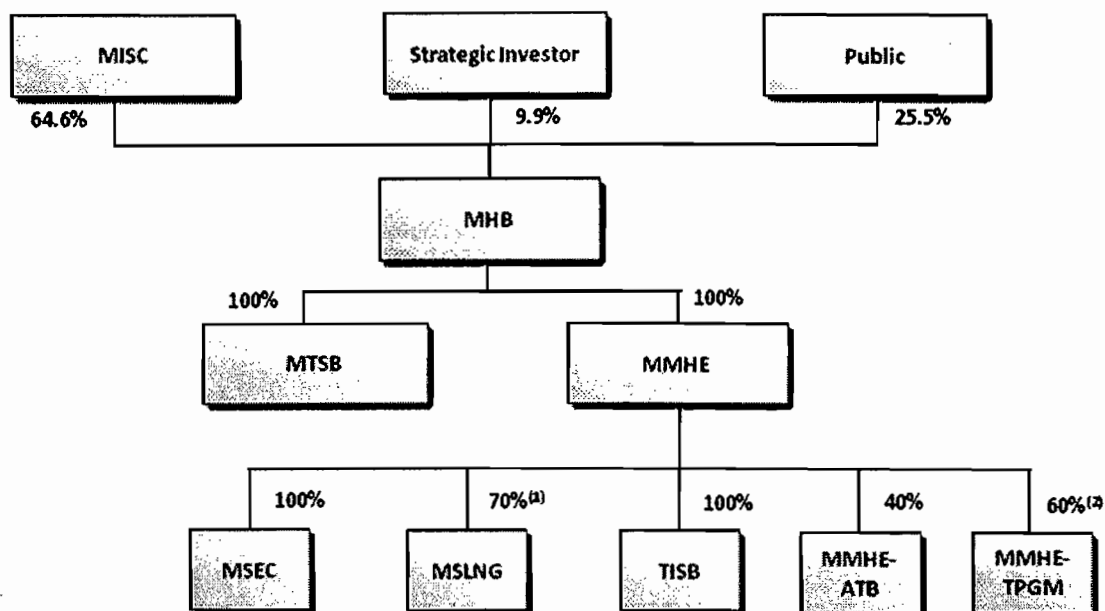 MISC
Strategic Investor
Public
64.6%
9.9%
25.5%
MHB
100%
100%
MTSB
MMHE
100%
70%(1)
100%
40%
60%(2)
MSEC
MSLNG
TISB
MMHE-
ATB
MMHE-
TPGM